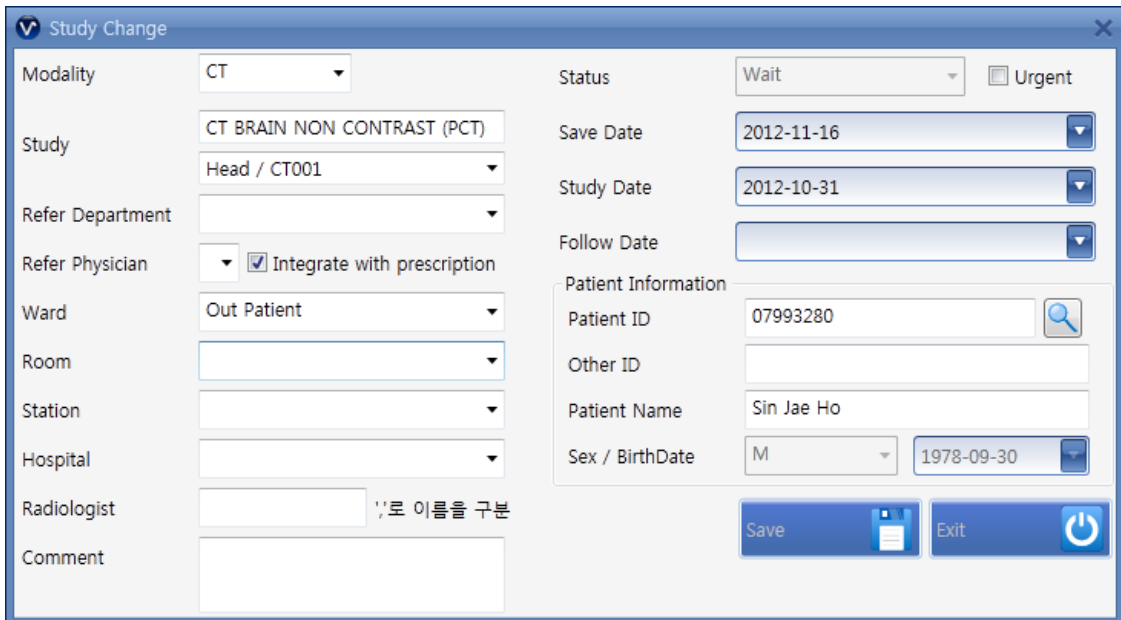 Study Change
Modality
CT
Study
CT BRAIN NON CONTRAST (PCT)
Head / CT001
Refer Department
Refer Physician
Integrate with prescription
Ward
Out Patient
Room
Station
Hospital
Radiologist
','로 이름을 구분
Comment
Status
Wait
Urgent
Save Date
2012-11-16
Study Date
2012-10-31
Follow Date
Patient Information
Patient ID
07993280
Other ID
Patient Name
Sin Jae Ho
Sex / BirthDate
M
1978-09-30
Save
Exit